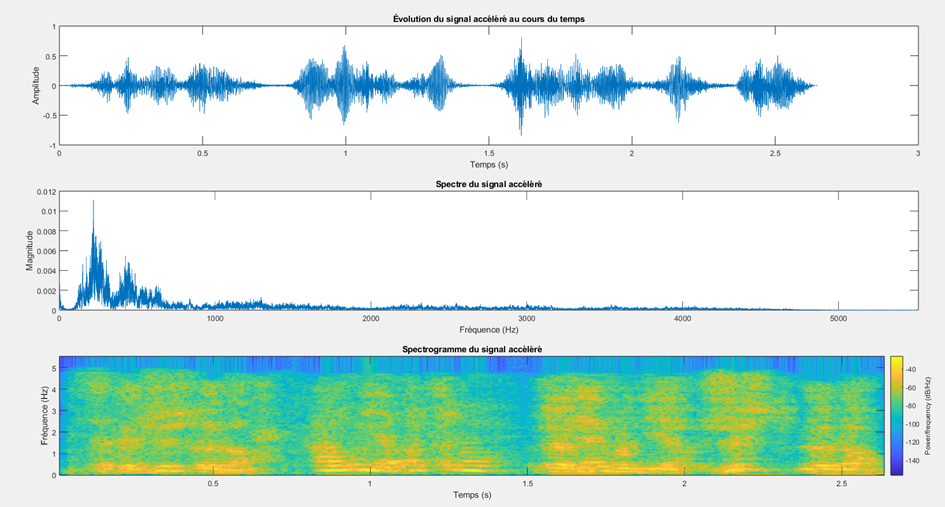 Évolution du signal accèlèrè au cours du temps
1
0.5
0
-0.5
-1
Amplitude
0 0.5 1 1.5 2 2.5 3
Temps (s)
Spectre du signal accèlèrè
0.012
0.01
0.008
0.006
0.004
0.002
0
Magnitude
0 1000 2000 3000 4000 5000
Fréquence (Hz)
Spectrogramme du signal accèlèrè
5
4
3
2
1
0
Fréquence (Hz)
0.5 1 1.5 2 2.5
Temps (s)
-40
-60
-80
-100
-120
-140
Power/frequency (dB/Hz)